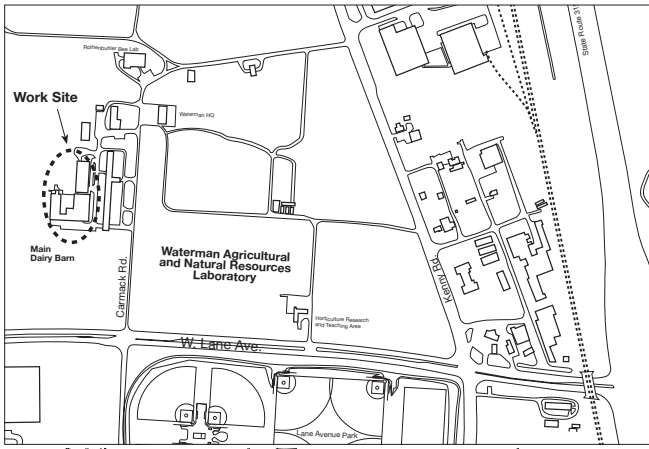 Rothenbuhler Bee Lab
State Route 315
Work Site
Waterman HQ
Main
Dairy Barn
Carmack Rd.
Waterman Agricultural
and Natural Resources
Laboratory
Kenny Rd.
Horticulture Research
and Teaching Area
W. Lane Ave.
Lane Avenue Park